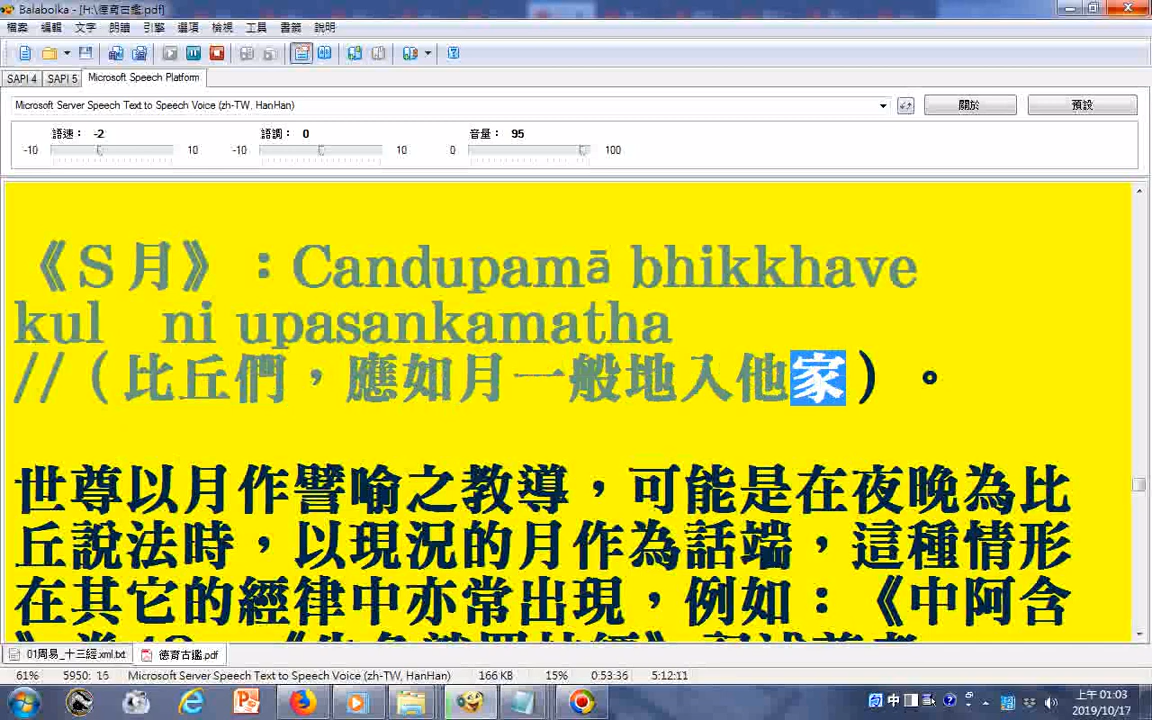 Balabolka - [H:\德育古鑑.pdf]
檔案 編輯 文字 朗讀 引擎 選項 檢視 工具 書籤 說明
SAPI 4 SAPI 5 Microsoft Speech Platform
Microsoft Server Speech Text to Speech Voice (zh-TW, HanHan) 關於 預設
語速： -2 語調： 0 音量： 95
-10 10 -10 10 0 100
《S月》：Candupamā bhikkhave
kul ni upasankamatha
//（比丘們，應如月一般地入他家）。
世尊以月作譬喻之教導，可能是在夜晚為比
丘說法時，以現況的月作為話端，這種情形
在其它的經律中亦常出現，例如：《中阿含
01周易_十三經.xml.txt 德育古鑑.pdf
61% 5950: 15 Microsoft Server Speech Text to Speech Voice (zh-TW, HanHan) 166 KB 15% 0:53:36 5:12:11
中 上午 01:03
2019/10/17